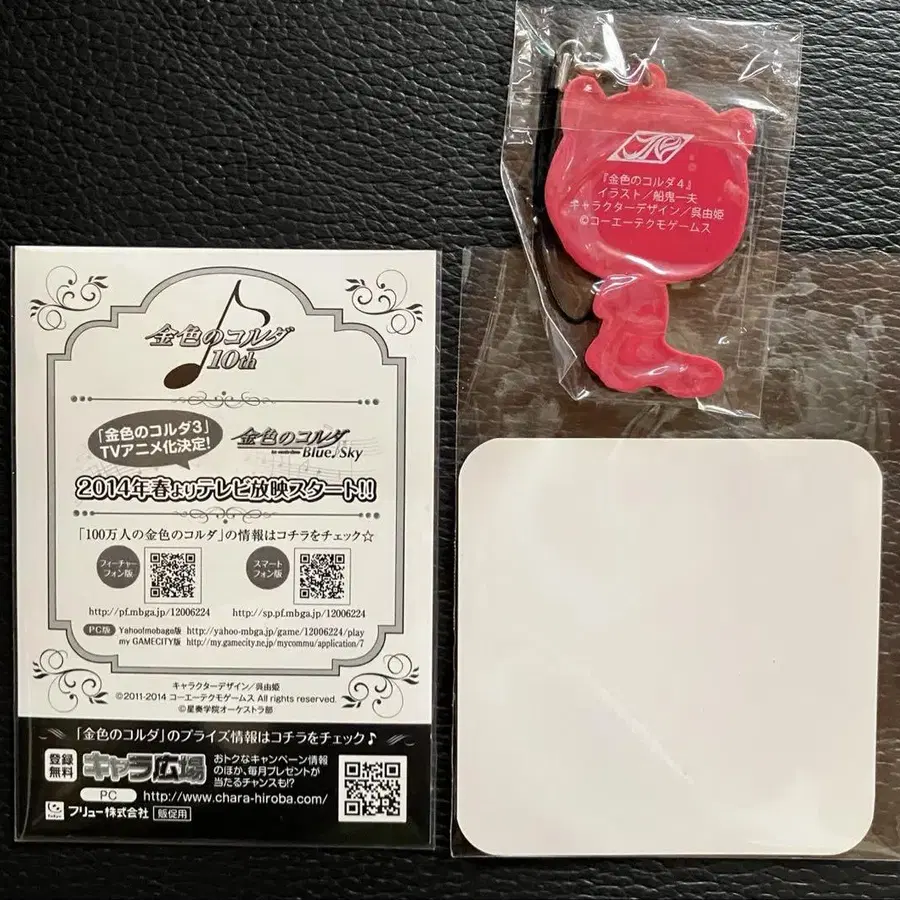 『金色のコルダ4』
イラスト／船鬼一夫
キャラクターデザイン／呉由姫
©コーエーテクモゲームス
金色のコルダ
10th
「金色のコルダ3」
TVアニメ化決定!
金色のコルダ
Blue♪Sky
2014年春よりテレビ放映スタート!!
「100万人の金色のコルダ」の情報はコチラをチェック☆
フィーチャー
フォン版
スマート
フォン版
http://pf.mbga.jp/12006224
http://sp.pf.mbga.jp/12006224
PC版 Yahoo!mobage版 http://yahoo-mbga.jp/game/12006224/play
my GAMECITY版 http://my.gamecity.ne.jp/mycommu/application/7
キャラクターデザイン／呉由姫
©2011-2014 コーエーテクモゲームス All rights reserved.
©星奏学院オーケストラ部
「金色のコルダ」のプライズ情報はコチラをチェック♪
登録
無料
キャラ広場
おトクなキャンペーン情報
のほか、毎月プレゼントが
当たるチャンスも!?
PC http://www.chara-hiroba.com/
フリュー株式会社 販促用